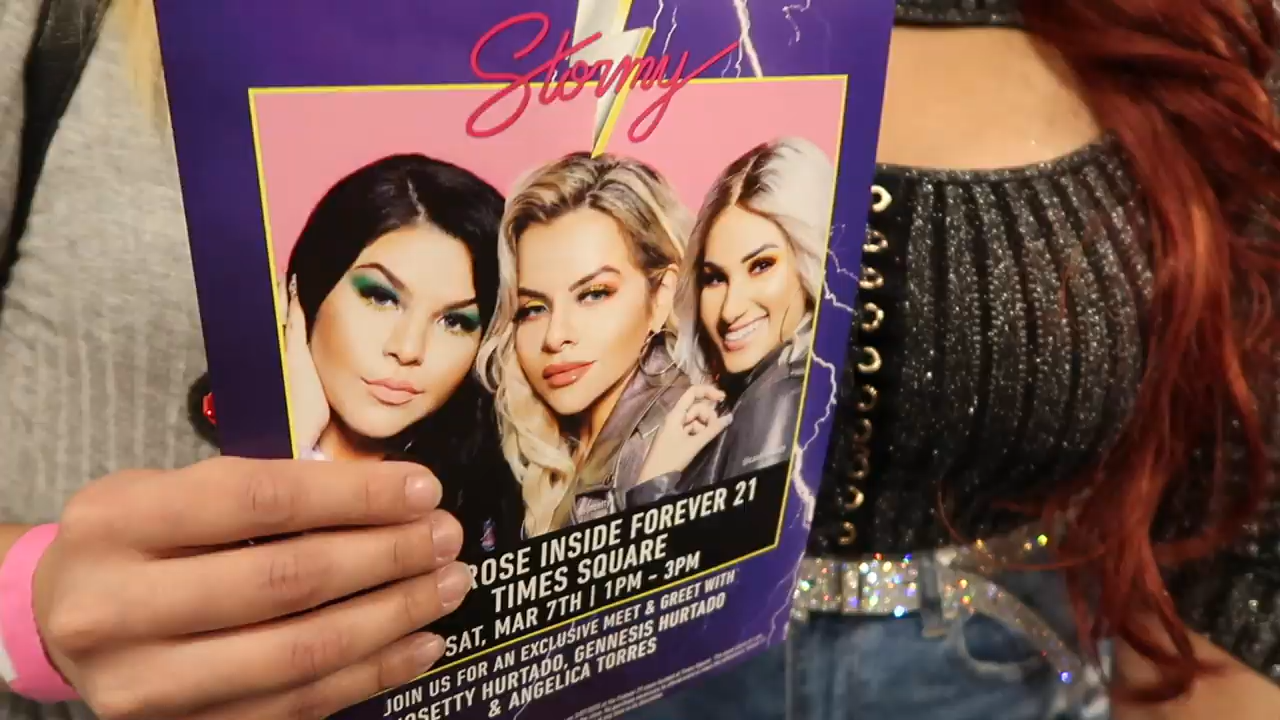 Stormy
ROSE INSIDE FOREVER 21
TIMES SQUARE
SAT, MAR 7TH | 1PM - 3PM
JOIN US FOR AN EXCLUSIVE MEET & GREET WITH
OSETTY HURTADO, GENNESIS HURTADO
& ANGELICA TORRES